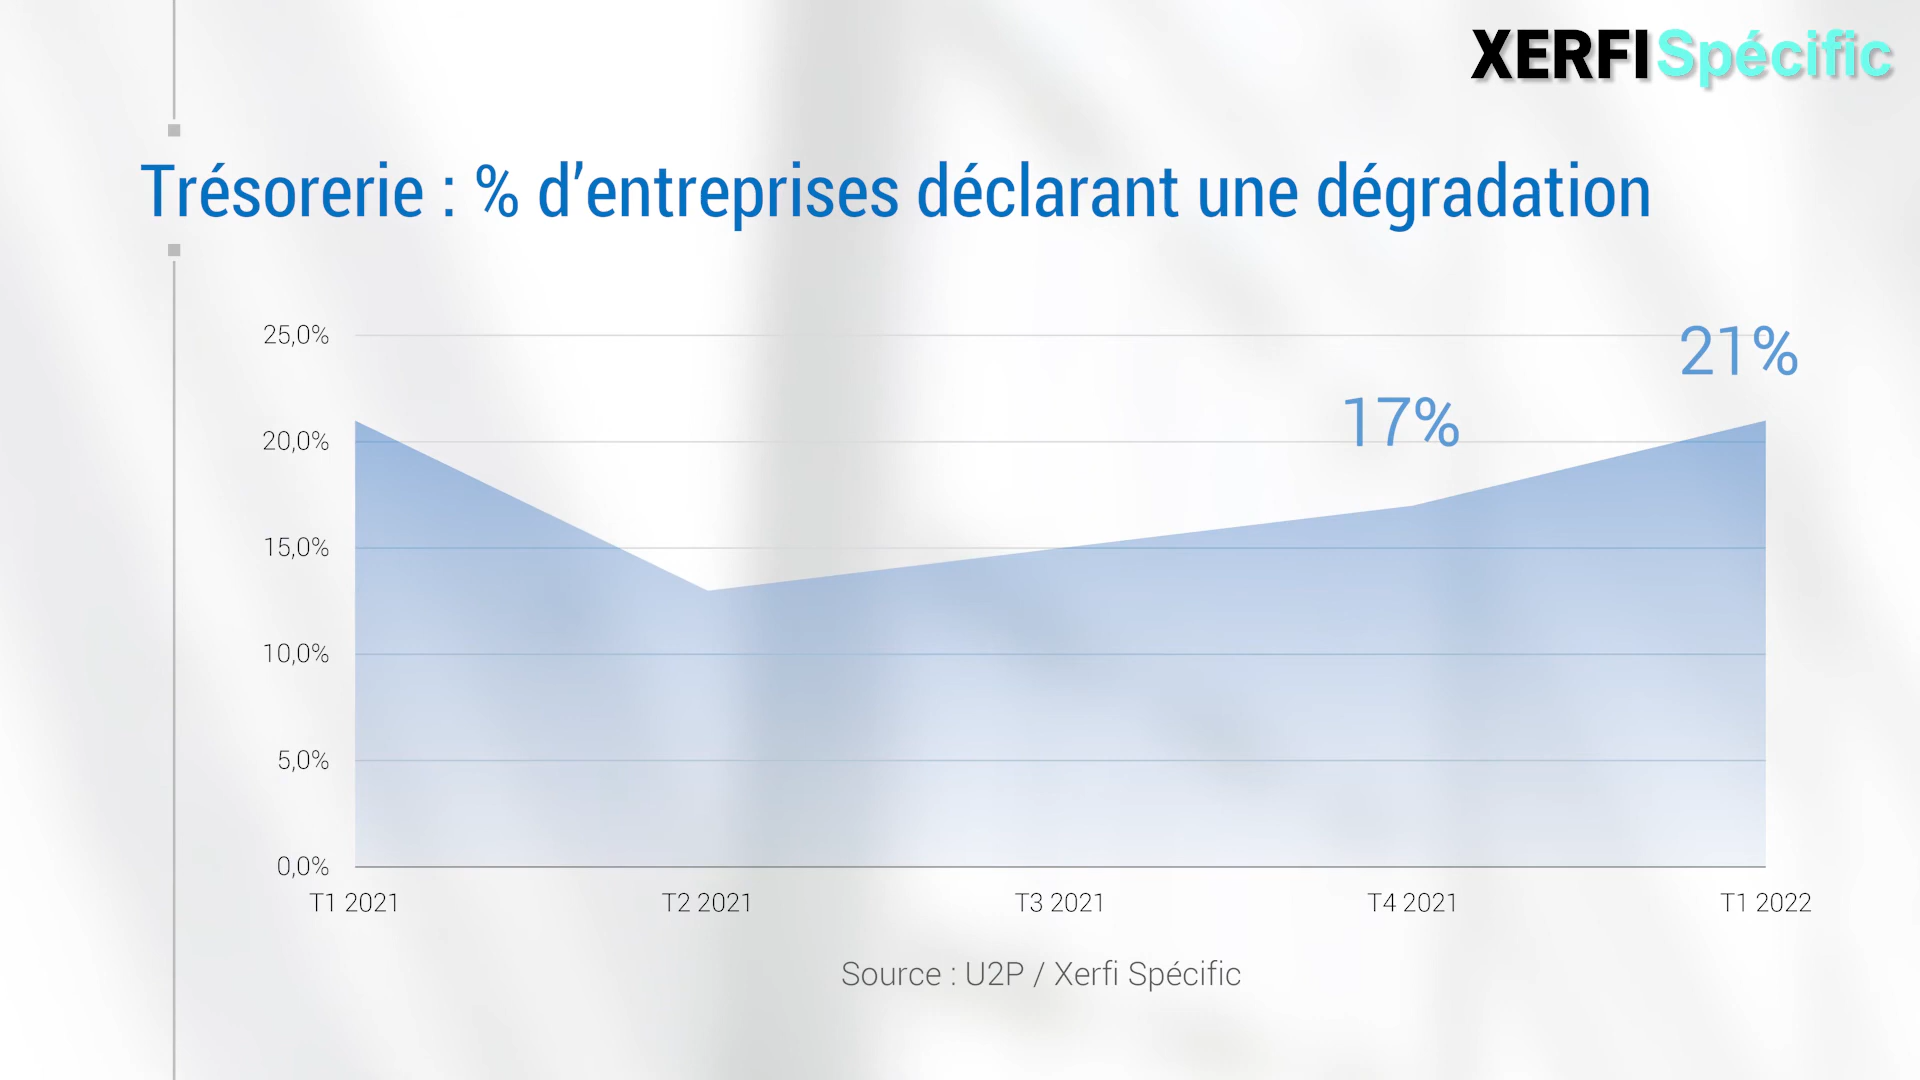 XERFI Spécific
Trésorerie : % d’entreprises déclarant une dégradation
25,0%
21%
17%
20,0%
15,0%
10,0%
5,0%
0,0%
T1 2021
T2 2021
T3 2021
T4 2021
T1 2022
Source : U2P / Xerfi Spécific